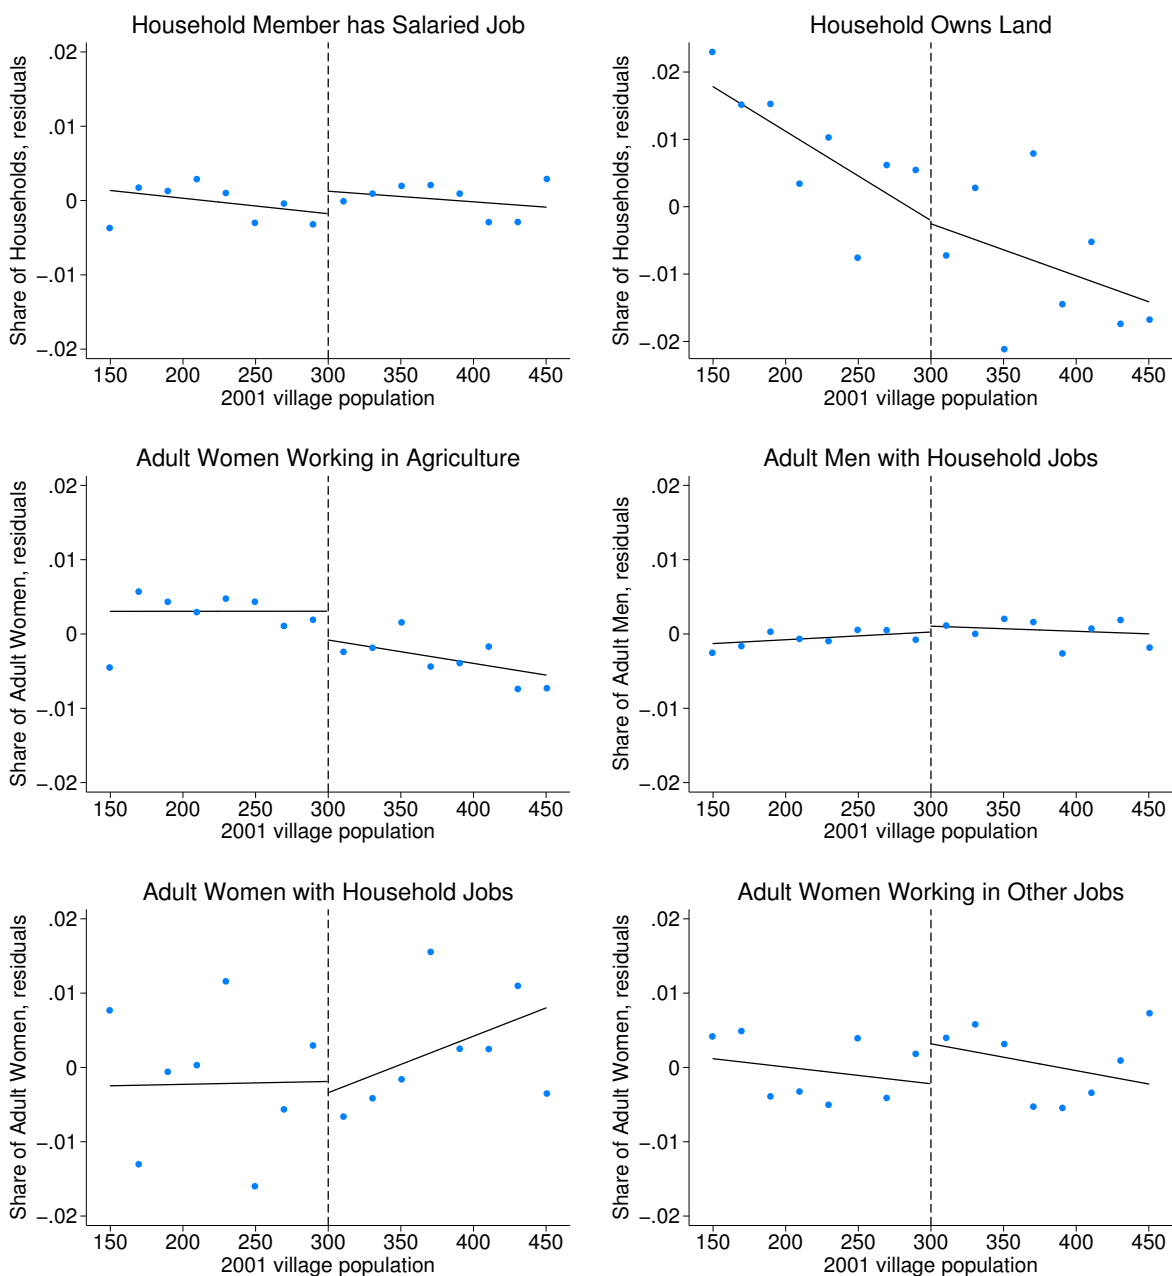 Household Member has Salaried Job
Share of Households, residuals
.02
.01
0
−.01
−.02
150 200 250 300 350 400 450
2001 village population
Household Owns Land
Share of Households, residuals
.02
.01
0
−.01
−.02
150 200 250 300 350 400 450
2001 village population
Adult Women Working in Agriculture
Share of Adult Women, residuals
.02
.01
0
−.01
−.02
150 200 250 300 350 400 450
2001 village population
Adult Men with Household Jobs
Share of Adult Men, residuals
.02
.01
0
−.01
−.02
150 200 250 300 350 400 450
2001 village population
Adult Women with Household Jobs
Share of Adult Women, residuals
.02
.01
0
−.01
−.02
150 200 250 300 350 400 450
2001 village population
Adult Women Working in Other Jobs
Share of Adult Women, residuals
.02
.01
0
−.01
−.02
150 200 250 300 350 400 450
2001 village population